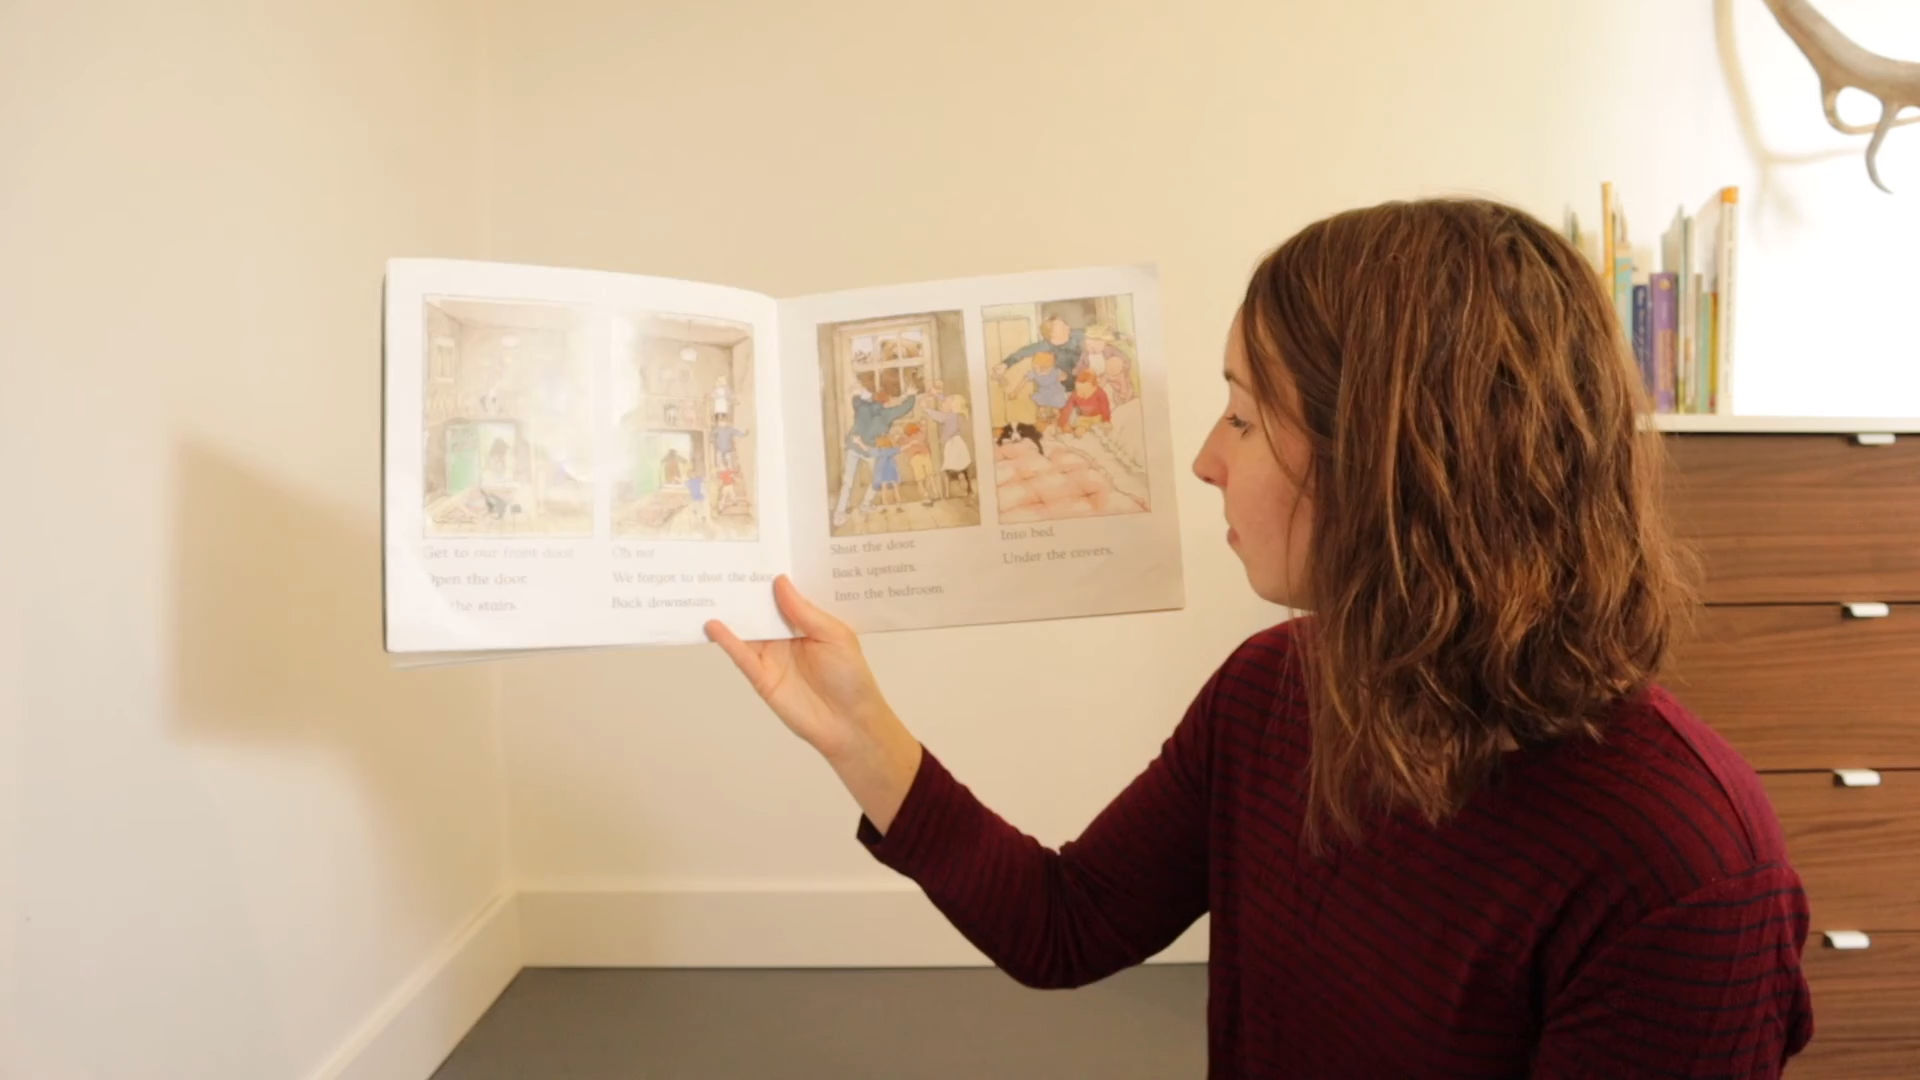 Get to our front door.
Open the door.
the stairs.
Oh no!
We forgot to shut the door.
Back downstairs.
Shut the door.
Back upstairs.
Into the bedroom.
Into bed.
Under the covers.